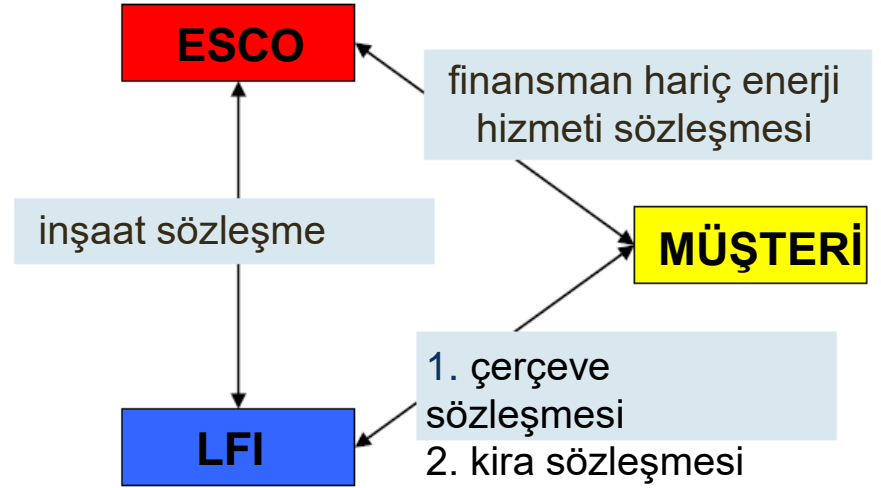 ESCO
finansman hariç enerji
hizmeti sözleşmesi
inşaat sözleşme
MÜŞTERİ
1. çerçeve
sözleşmesi
2. kira sözleşmesi
LFI